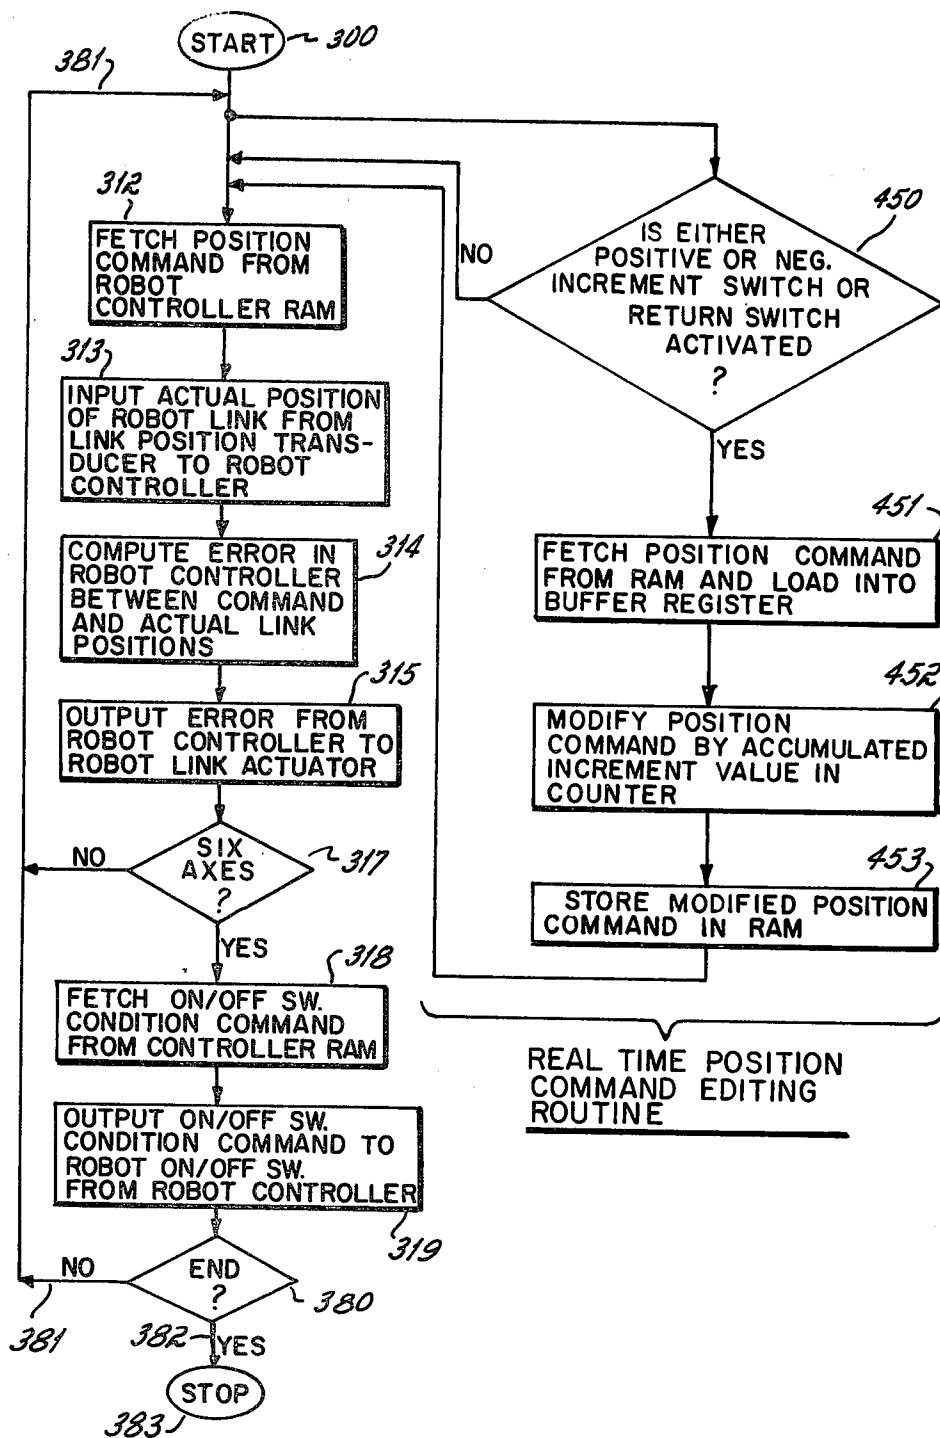 START
300
381
312
FETCH POSITION
COMMAND FROM
ROBOT
CONTROLLER RAM
313
INPUT ACTUAL POSITION
OF ROBOT LINK FROM
LINK POSITION TRANS-
DUCER TO ROBOT
CONTROLLER
314
COMPUTE ERROR IN
ROBOT CONTROLLER
BETWEEN COMMAND
AND ACTUAL LINK
POSITIONS
315
OUTPUT ERROR FROM
ROBOT CONTROLLER TO
ROBOT LINK ACTUATOR
SIX
AXES
?
317
NO
YES
318
FETCH ON/OFF SW.
CONDITION COMMAND
FROM CONTROLLER RAM
OUTPUT ON/OFF SW.
CONDITION COMMAND TO
ROBOT ON/OFF SW.
FROM ROBOT CONTROLLER
319
END
?
380
NO
381
382
YES
STOP
383
450
IS EITHER
POSITIVE OR NEG.
INCREMENT SWITCH OR
RETURN SWITCH
ACTIVATED
?
NO
YES
451
FETCH POSITION COMMAND
FROM RAM AND LOAD INTO
BUFFER REGISTER
452
MODIFY POSITION
COMMAND BY ACCUMULATED
INCREMENT VALUE IN
COUNTER
453
STORE MODIFIED POSITION
COMMAND IN RAM
REAL TIME POSITION
COMMAND EDITING
ROUTINE